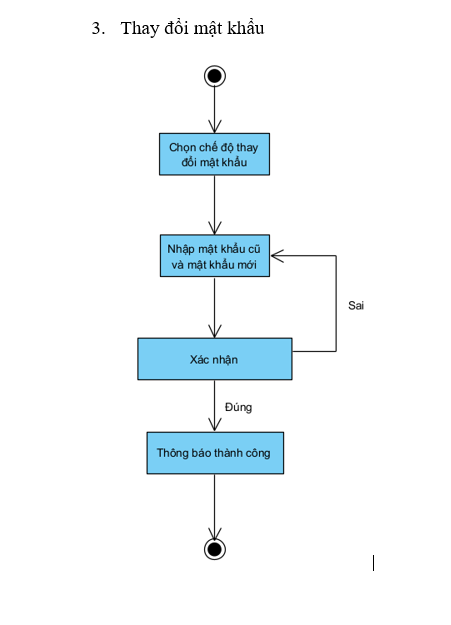 3. Thay đổi mật khẩu
Chọn chế độ thay
đổi mật khẩu
Nhập mật khẩu cũ
và mật khẩu mới
Sai
Xác nhận
Đúng
Thông báo thành công